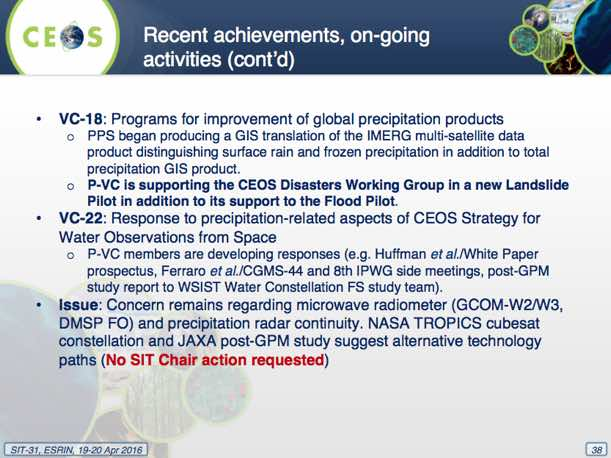 CEOS
Recent achievements, on-going
activities (cont'd)
• VC-18: Programs for improvement of global precipitation products
o PPS began producing a GIS translation of the IMERG multi-satellite data
product distinguishing surface rain and frozen precipitation in addition to total
precipitation GIS product.
o P-VC is supporting the CEOS Disasters Working Group in a new Landslide
Pilot in addition to its support to the Flood Pilot.
• VC-22: Response to precipitation-related aspects of CEOS Strategy for
Water Observations from Space
o P-VC members are developing responses (e.g. Huffman et al./White Paper
prospectus, Ferraro et al./CGMS-44 and 8th IPWG side meetings, post-GPM
study report to WSIST Water Constellation FS study team).
• Issue: Concern remains regarding microwave radiometer (GCOM-W2/W3,
DMSP FO) and precipitation radar continuity. NASA TROPICS cubesat
constellation and JAXA post-GPM study suggest alternative technology
paths (No SIT Chair action requested)
SIT-31, ESRIN, 19-20 Apr 2016
38